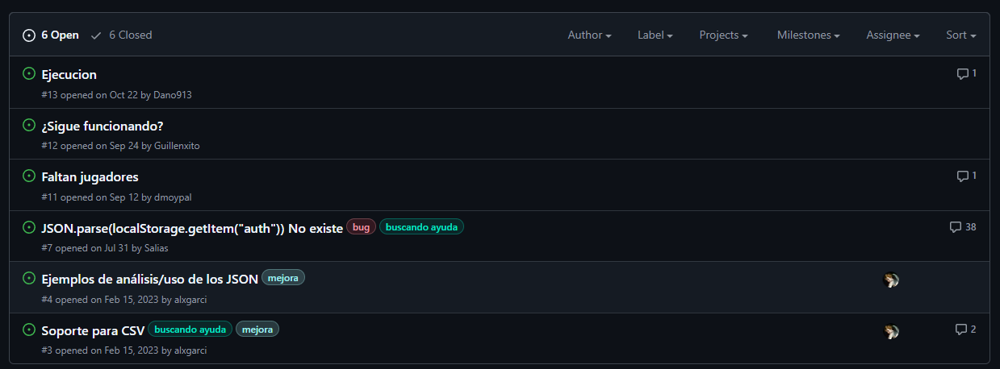 6 Open 6 Closed Author Label Projects Milestones Assignee Sort
Ejecucion 1
#13 opened on Oct 22 by Dano913
¿Sigue funcionando?
#12 opened on Sep 24 by Guillenxito
Faltan jugadores 1
#11 opened on Sep 12 by dmoypal
JSON.parse(localStorage.getItem("auth")) No existe bug buscando ayuda 38
#7 opened on Jul 31 by Salias
Ejemplos de análisis/uso de los JSON mejora
#4 opened on Feb 15, 2023 by alxgarci
Soporte para CSV buscando ayuda mejora 2
#3 opened on Feb 15, 2023 by alxgarci